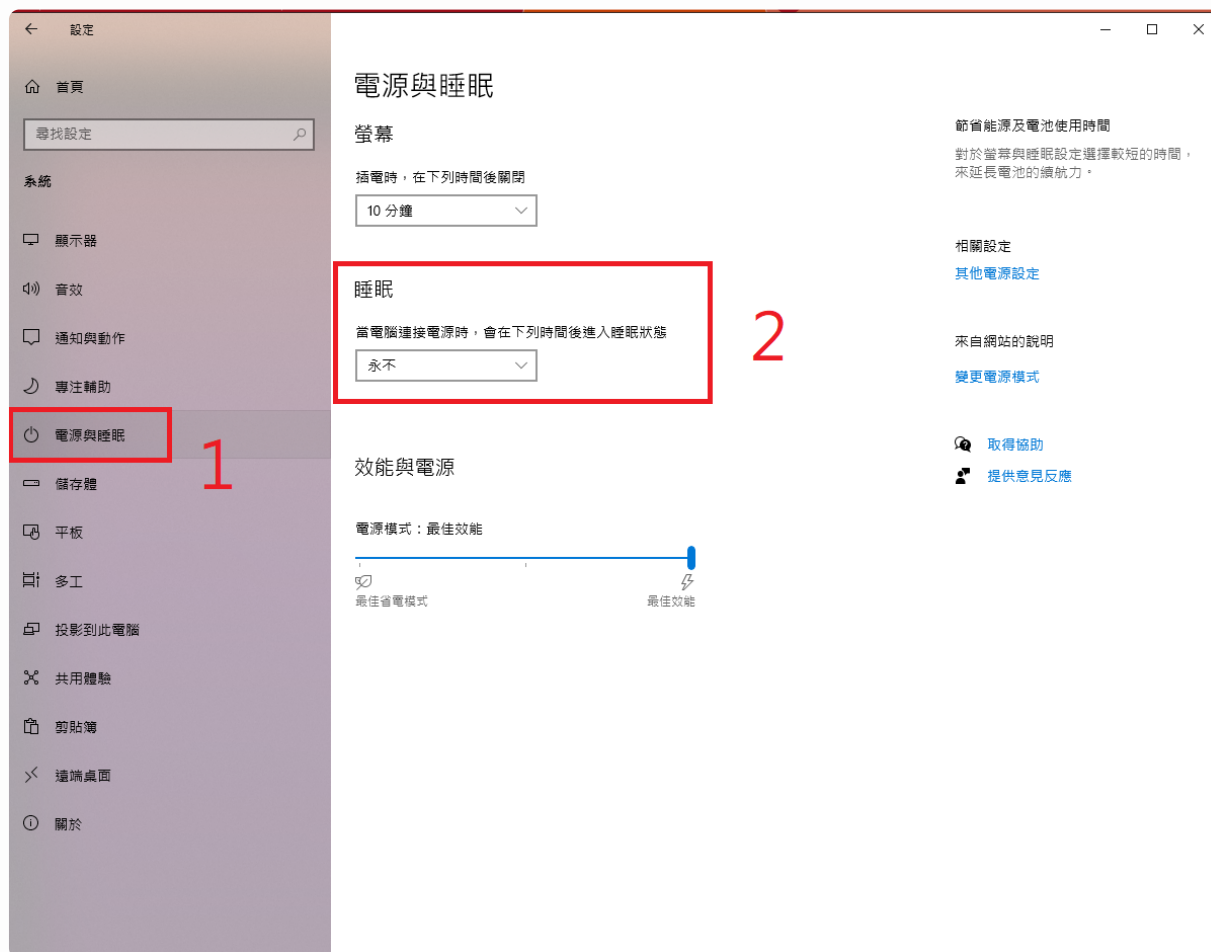 設定
首頁
尋找設定
系統
顯示器
音效
通知與動作
專注輔助
電源與睡眠
1
儲存體
平板
多工
投影到此電腦
共用體驗
剪貼簿
遠端桌面
關於
電源與睡眠
螢幕
插電時，在下列時間後關閉
10 分鐘
睡眠
當電腦連接電源時，會在下列時間後進入睡眠狀態
永不
2
效能與電源
電源模式：最佳效能
最佳省電模式
最佳效能
節省能源及電池使用時間
對於螢幕與睡眠設定選擇較短的時間，
來延長電池的續航力。
相關設定
其他電源設定
來自網站的說明
變更電源模式
取得協助
提供意見反應